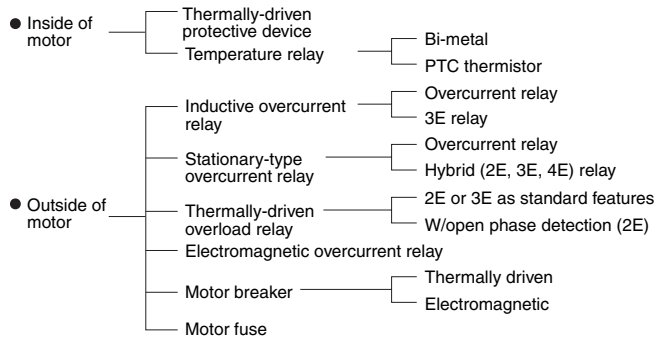 ● Inside of
motor
Thermally-driven
protective device
Temperature relay
Bi-metal
PTC thermistor
● Outside of
motor
Inductive overcurrent
relay
Overcurrent relay
3E relay
Stationary-type
overcurrent relay
Overcurrent relay
Hybrid (2E, 3E, 4E) relay
Thermally-driven
overload relay
2E or 3E as standard features
W/open phase detection (2E)
Electromagnetic overcurrent relay
Motor breaker
Thermally driven
Electromagnetic
Motor fuse